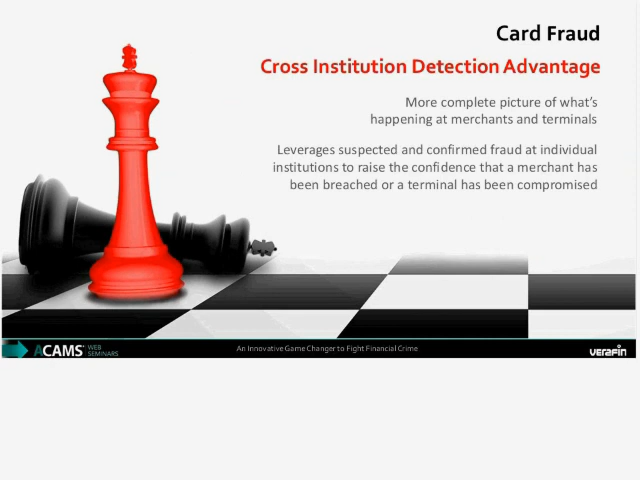 Card Fraud
Cross Institution Detection Advantage
More complete picture of what's
happening at merchants and terminals
Leverages suspected and confirmed fraud at individual
institutions to raise the confidence that a merchant has
been breached or a terminal has been compromised
ACAMS WEB
SEMINARS
An Innovative Game Changer to Fight Financial Crime
verafin